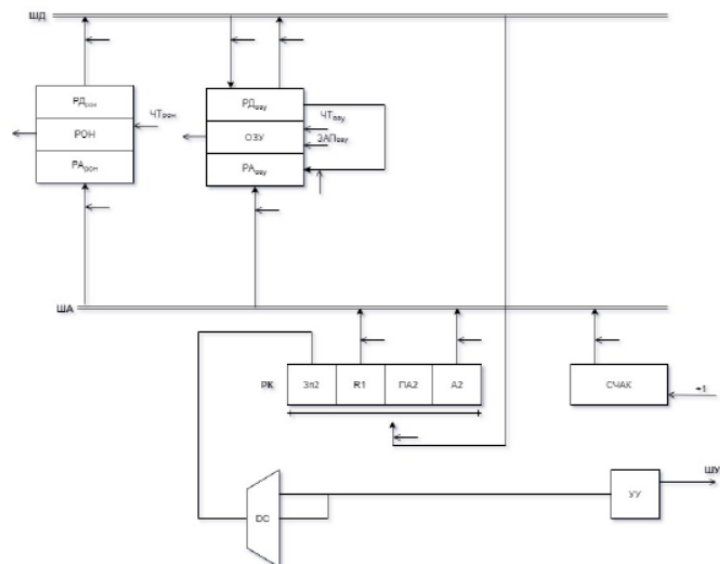 ШД
РДрон
РОН
РАрон
ЧТрон
РДозу
ОЗУ
РАозу
ЧТозу
ЗАПозу
ША
РК
R1
ПА2
А2
СЧАК
+1
DC
УУ
ШУ